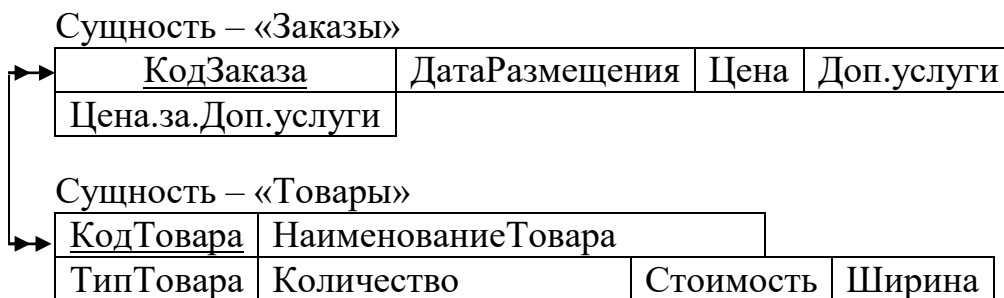 Сущность – «Заказы»
КодЗаказа ДатаРазмещения Цена Доп.услуги
Цена.за.Доп.услуги
Сущность – «Товары»
КодТовара НаименованиеТовара
ТипТовара Количество Стоимость Ширина